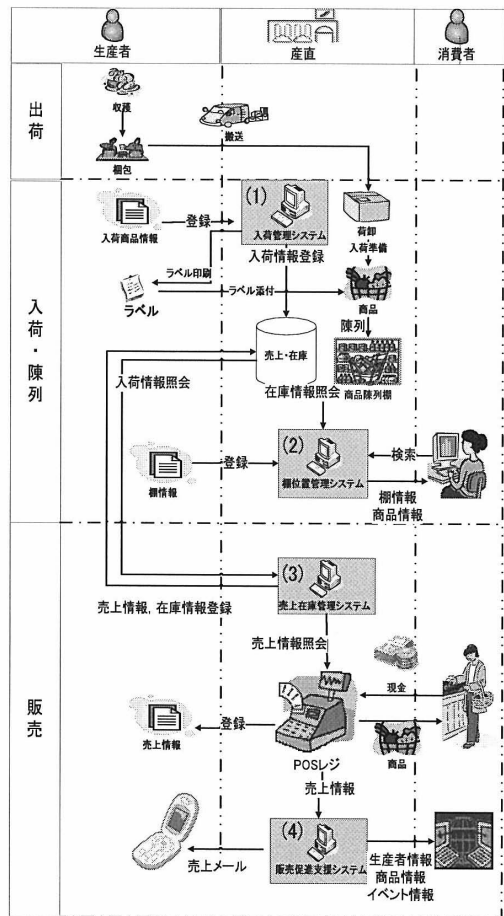 生産者
産直
消費者
出荷
収穫
搬送
梱包
入荷・陳列
(1)
登録
入荷商品情報
入荷管理システム
荷卸
入荷準備
入荷情報登録
ラベル印刷
ラベル添付
ラベル
商品
陳列
売上・在庫
入荷情報照会
商品陳列棚
在庫情報照会
(2)
検索
登録
棚情報
棚位置管理システム
棚情報
商品情報
(3)
売上在庫管理システム
売上情報, 在庫情報登録
売上情報照会
販売
現金
登録
売上情報
商品
POSレジ
売上情報
(4)
売上メール
販売促進支援システム
生産者情報
商品情報
イベント情報